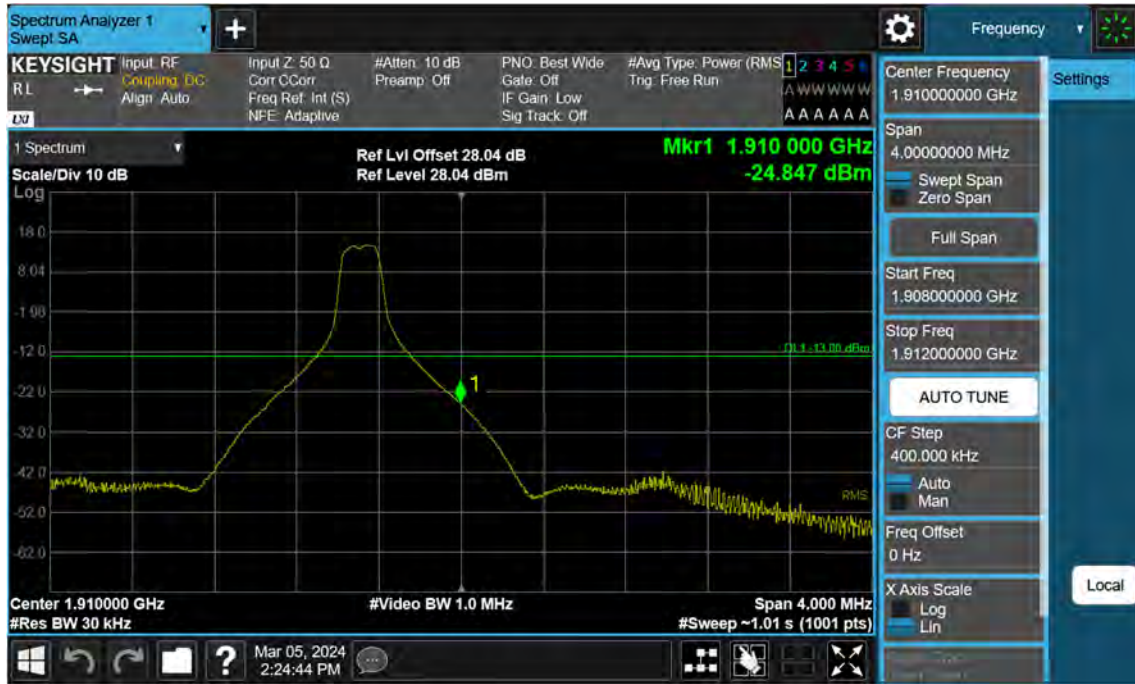 Spectrum Analyzer 1
Swept SA
Frequency
KEYSIGHT
RL
LXI
Input: RF
Coupling: DC
Align: Auto
Input Z: 50 Ω
Corr CCorr
Freq Ref: Int (S)
NFE: Adaptive
#Atten: 10 dB
Preamp: Off
PNO: Best Wide
Gate: Off
IF Gain: Low
Sig Track: Off
#Avg Type: Power (RMS
Trig: Free Run
1 2 3 4 5 6
A W W W W W
A A A A A A
Center Frequency
1.910000000 GHz
Settings
Span
4.00000000 MHz
Swept Span
Zero Span
Full Span
Start Freq
1.908000000 GHz
Stop Freq
1.912000000 GHz
AUTO TUNE
CF Step
400.000 kHz
Auto
Man
Freq Offset
0 Hz
X Axis Scale
Log
Lin
Local
1 Spectrum
Scale/Div 10 dB
Ref Lvl Offset 28.04 dB
Ref Level 28.04 dBm
Mkr1 1.910 000 GHz
-24.847 dBm
Log
18.0
8.04
-1.96
-12.0
DL1 -13.00 dBm
1
-22.0
-32.0
-42.0
RMS
-52.0
-62.0
Center 1.910000 GHz
#Video BW 1.0 MHz
Span 4.000 MHz
#Res BW 30 kHz
#Sweep ~1.01 s (1001 pts)
?
Mar 05, 2024
2:24:44 PM